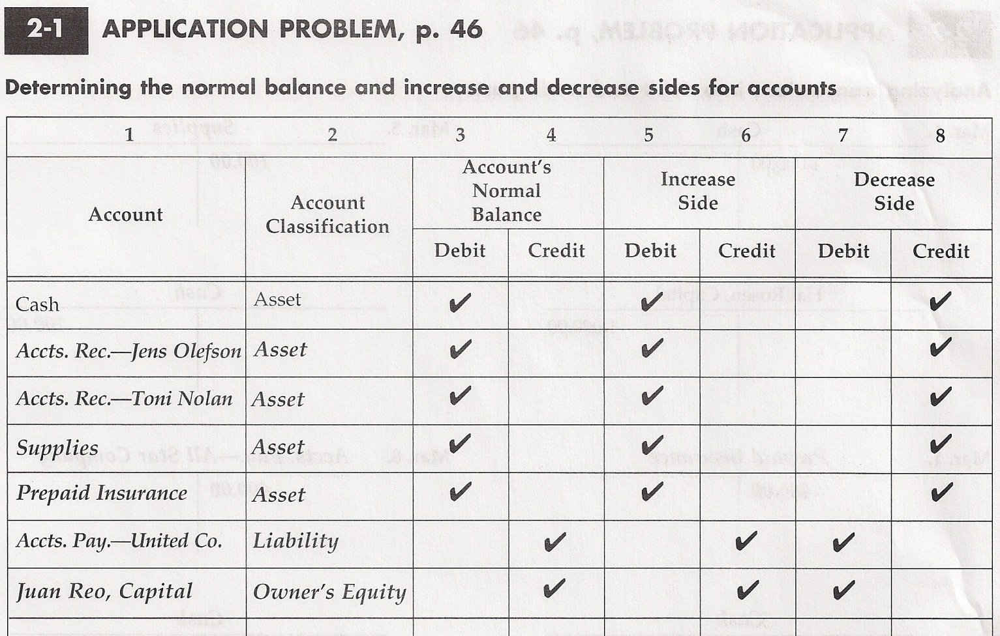 2-1 APPLICATION PROBLEM, p. 46
Determining the normal balance and increase and decrease sides for accounts
1 2 3 4 5 6 7 8
Account
Account
Classification
Account's
Normal
Balance
Increase
Side
Decrease
Side
Debit Credit Debit Credit Debit Credit
Cash Asset ✔ ✔ ✔
Accts. Rec.—Jens Olefson Asset ✔ ✔ ✔
Accts. Rec.—Toni Nolan Asset ✔ ✔ ✔
Supplies Asset ✔ ✔ ✔
Prepaid Insurance Asset ✔ ✔ ✔
Accts. Pay.—United Co. Liability ✔ ✔ ✔
Juan Reo, Capital Owner's Equity ✔ ✔ ✔